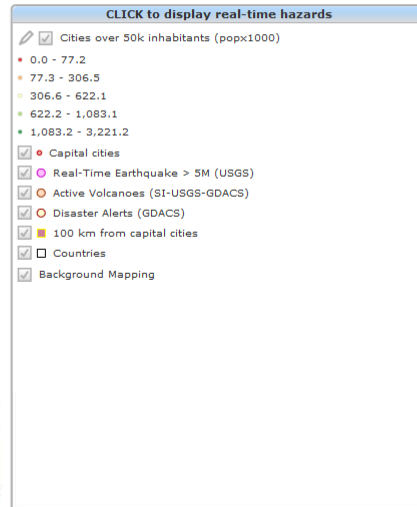 CLICK to display real-time hazards
Cities over 50k inhabitants (popx1000)
0.0 - 77.2
77.3 - 306.5
306.6 - 622.1
622.2 - 1,083.1
1,083.2 - 3,221.2
Capital cities
Real-Time Earthquake > 5M (USGS)
Active Volcanoes (SI-USGS-GDACS)
Disaster Alerts (GDACS)
100 km from capital cities
Countries
Background Mapping